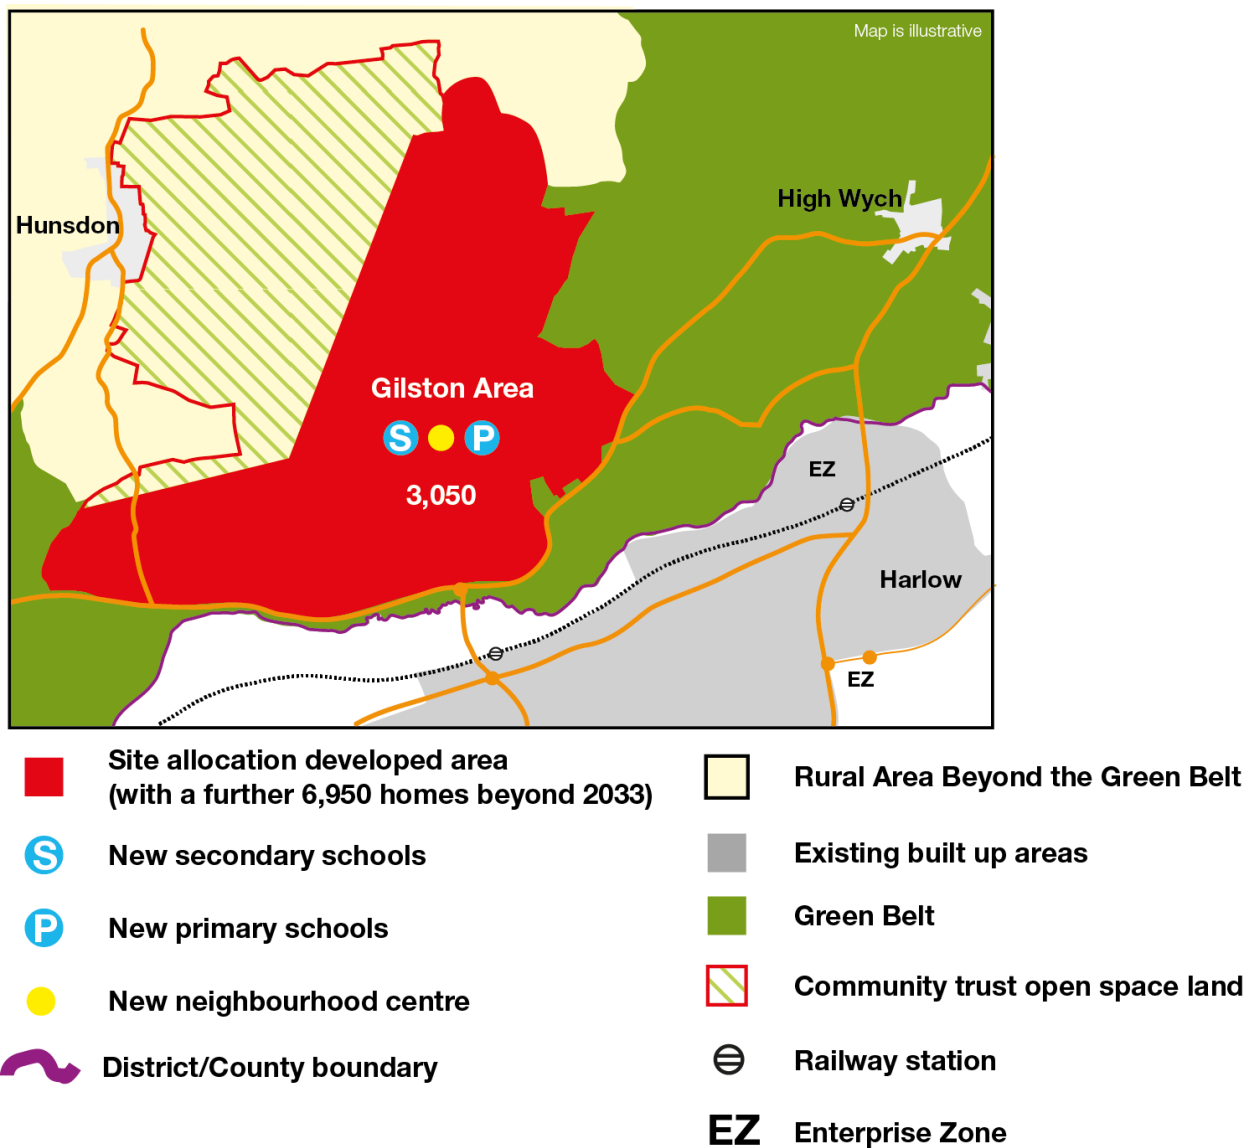 Map is illustrative
High Wych
Hunsdon
Gilston Area
S P
3,050
EZ
Harlow
EZ
Site allocation developed area
(with a further 6,950 homes beyond 2033)
S New secondary schools
P New primary schools
New neighbourhood centre
District/County boundary
Rural Area Beyond the Green Belt
Existing built up areas
Green Belt
Community trust open space land
Railway station
EZ Enterprise Zone